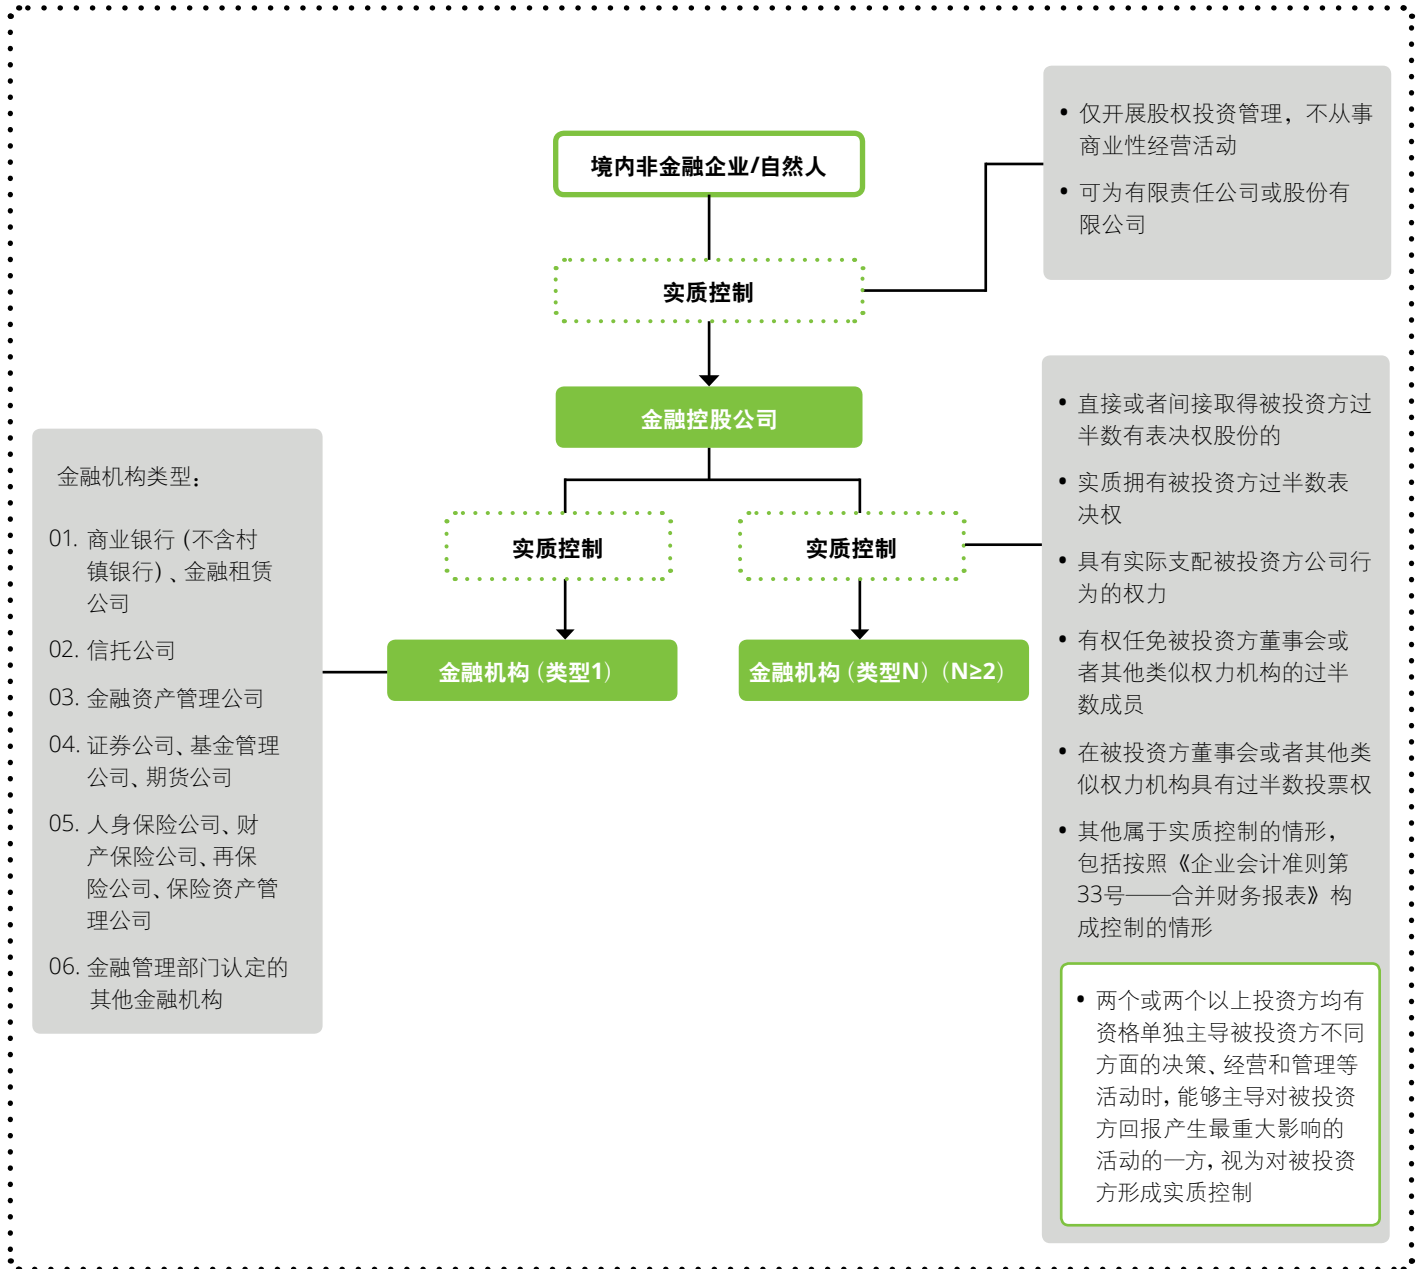 境内非金融企业/自然人
• 仅开展股权投资管理，不从事
商业性经营活动
• 可为有限责任公司或股份有
限公司
实质控制
金融控股公司
实质控制
实质控制
金融机构（类型1）
金融机构（类型N）（N≥2）
金融机构类型：
01. 商业银行 (不含村
镇银行) 、金融租赁
公司
02. 信托公司
03. 金融资产管理公司
04. 证券公司、基金管理
公司、期货公司
05. 人身保险公司、财
产保险公司、再保
险公司、保险资产管
理公司
06. 金融管理部门认定的
其他金融机构
• 直接或者间接取得被投资方过
半数有表决权股份的
• 实质拥有被投资方过半数表
决权
• 具有实际支配被投资方公司行
为的权力
• 有权任免被投资方董事会或
者其他类似权力机构的过半
数成员
• 在被投资方董事会或者其他类
似权力机构具有过半数投票权
• 其他属于实质控制的情形，
包括按照《企业会计准则第
33号——合并财务报表》构
成控制的情形
• 两个或两个以上投资方均有
资格单独主导被投资方不同
方面的决策、经营和管理等
活动时，能够主导对被投资
方回报产生最重大影响的
活动的一方，视为对被投资
方形成实质控制